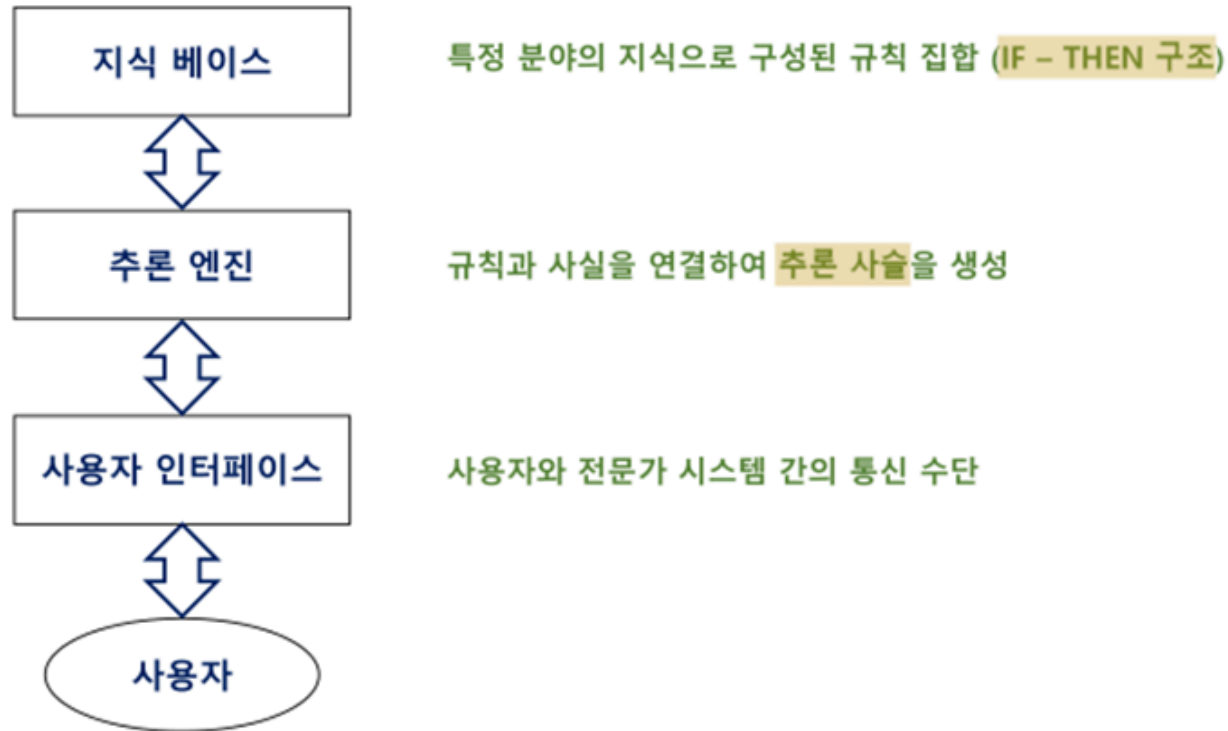 지식 베이스
특정 분야의 지식으로 구성된 규칙 집합 (IF – THEN 구조)
추론 엔진
규칙과 사실을 연결하여 추론 사슬을 생성
사용자 인터페이스
사용자와 전문가 시스템 간의 통신 수단
사용자